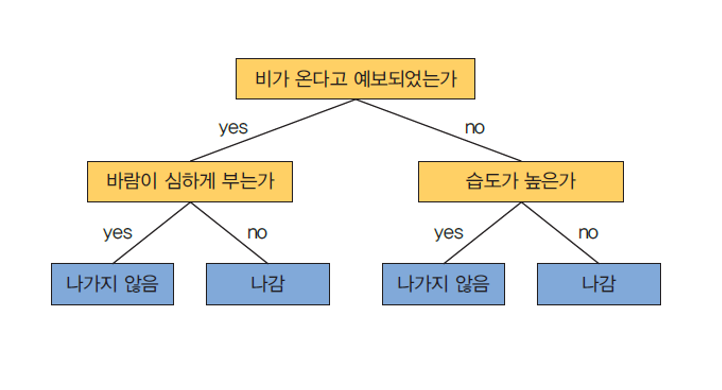 비가 온다고 예보되었는가
yes
no
바람이 심하게 부는가
습도가 높은가
yes
no
yes
no
나가지 않음
나감
나가지 않음
나감